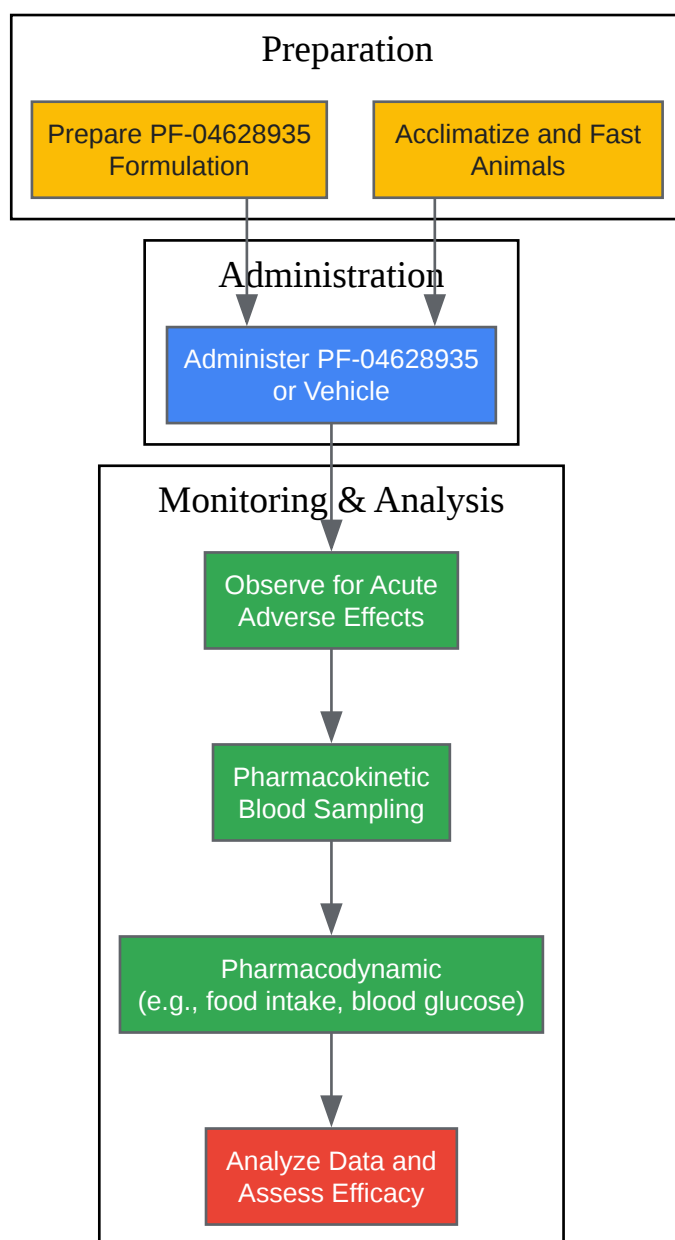 Preparation
Prepare PF-04628935
Formulation
Acclimatize and Fast
Animals
Administration
Administer PF-04628935
or Vehicle
Monitoring & Analysis
Observe for Acute
Adverse Effects
Pharmacokinetic
Blood Sampling
Pharmacodynamic
(e.g., food intake, blood glucose)
Analyze Data and
Assess Efficacy